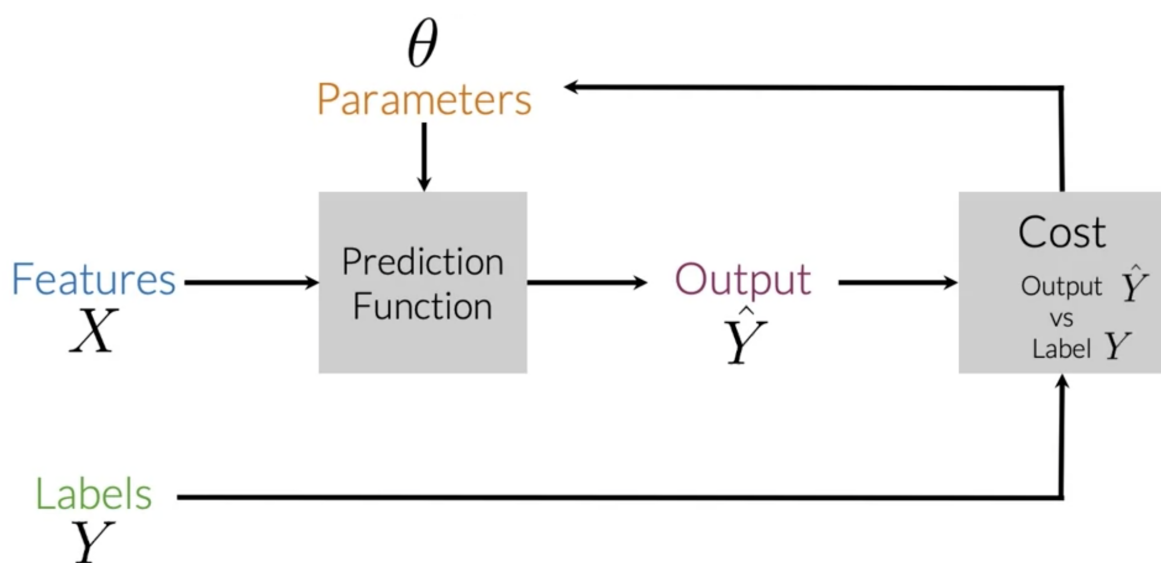 θ
Parameters
Features
X
Prediction
Function
Output
Ŷ
Cost
Output Ŷ
vs
Label Y
Labels
Y